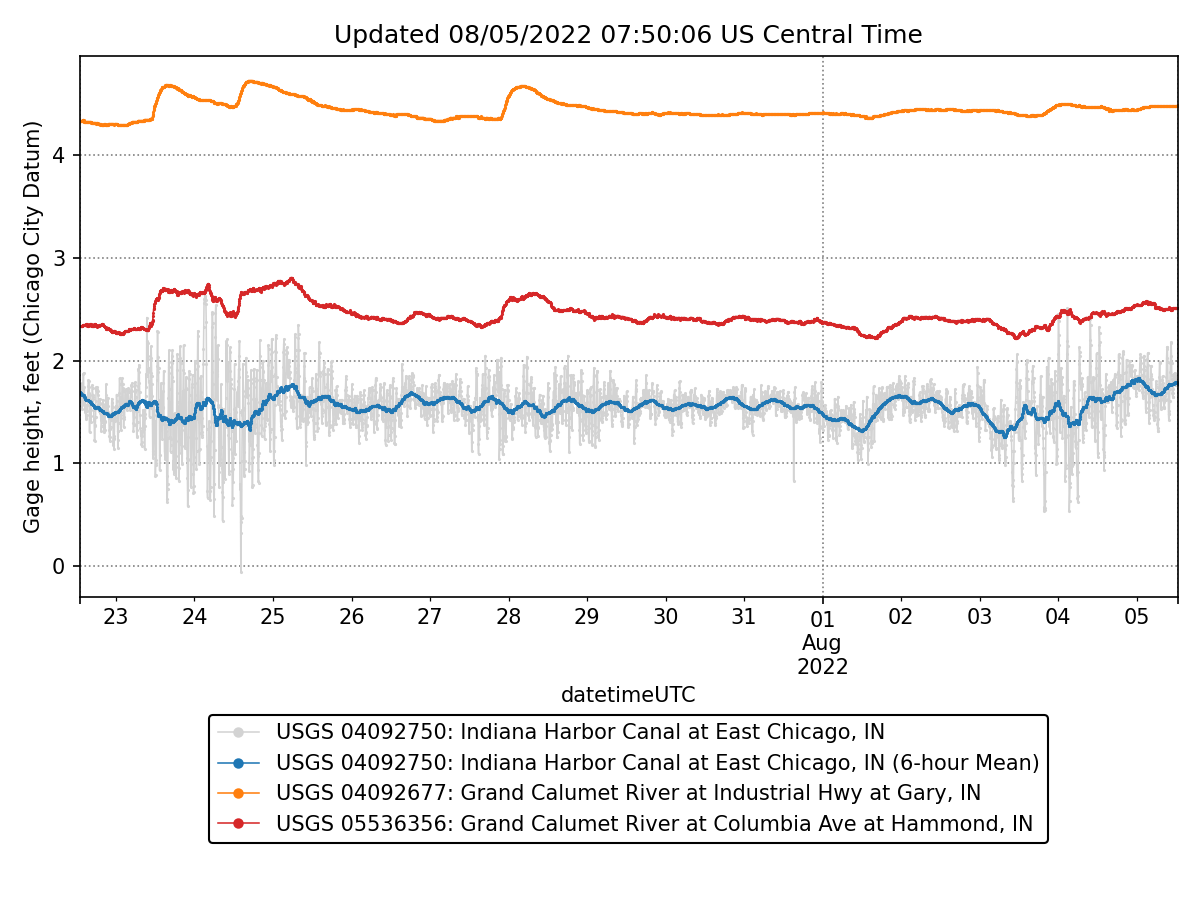 Updated 08/05/2022 07:50:06 US Central Time
Gage height, feet (Chicago City Datum)
4
3
2
1
0
23 24 25 26 27 28 29 30 31 01 02 03 04 05
Aug
2022
datetimeUTC
USGS 04092750: Indiana Harbor Canal at East Chicago, IN
USGS 04092750: Indiana Harbor Canal at East Chicago, IN (6-hour Mean)
USGS 04092677: Grand Calumet River at Industrial Hwy at Gary, IN
USGS 05536356: Grand Calumet River at Columbia Ave at Hammond, IN